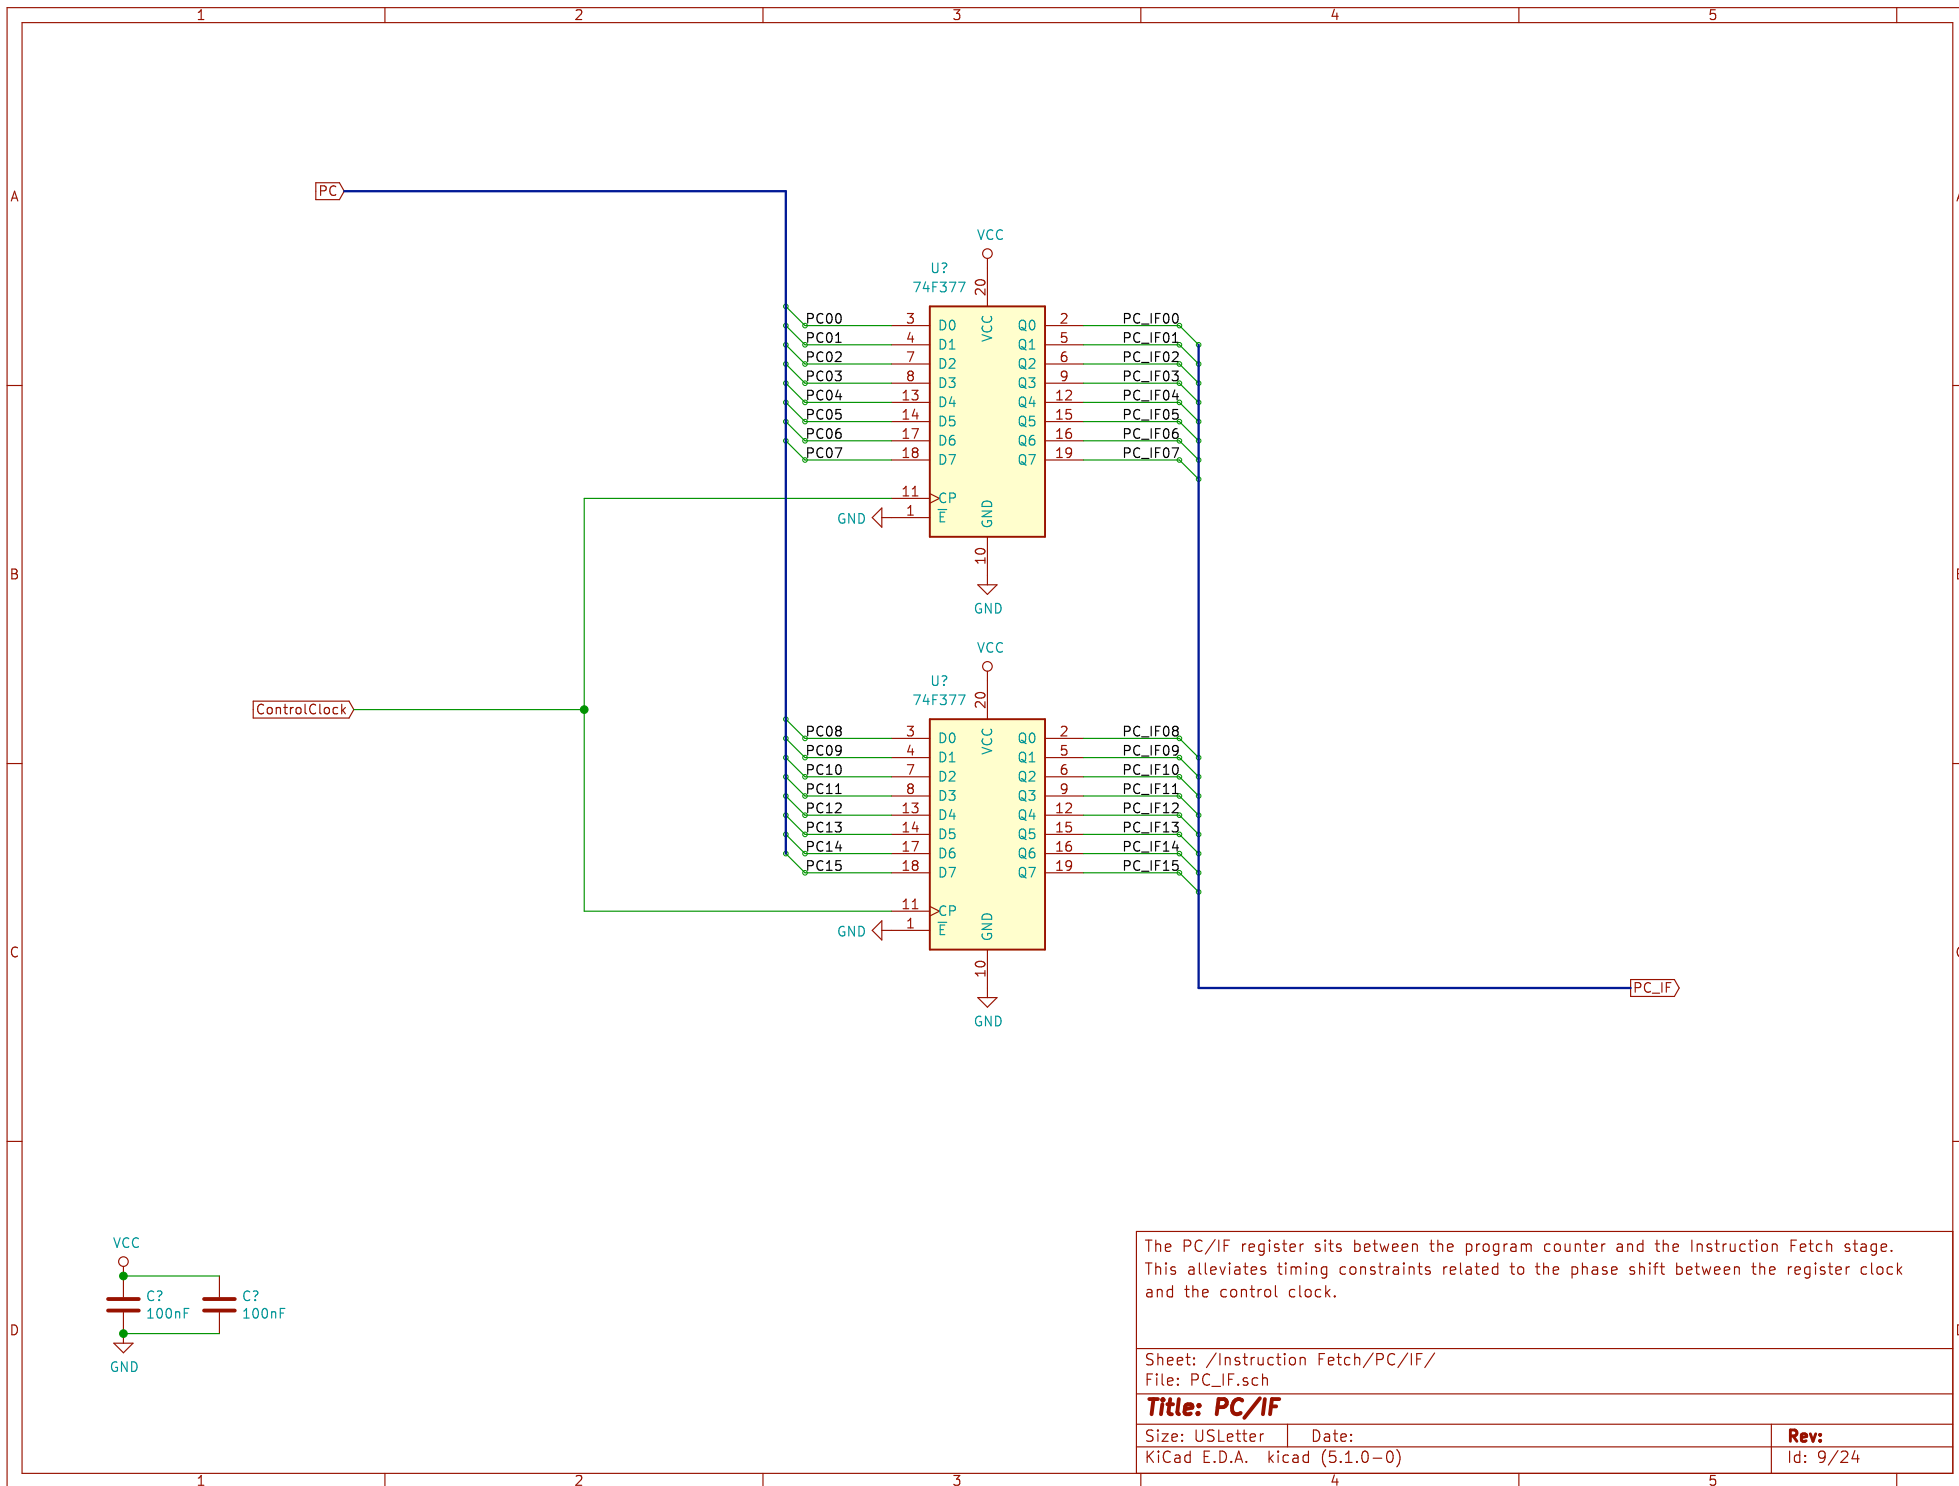 1 2 3 4 5
A
B
C
D
PC
VCC
U?
74F377
20
PC00 3 D0 VCC Q0 2 PC_IF00
PC01 4 D1 Q1 5 PC_IF01
PC02 7 D2 Q2 6 PC_IF02
PC03 8 D3 Q3 9 PC_IF03
PC04 13 D4 Q4 12 PC_IF04
PC05 14 D5 Q5 15 PC_IF05
PC06 17 D6 Q6 16 PC_IF06
PC07 18 D7 Q7 19 PC_IF07
11 CP GND
GND 1 E
10
GND
VCC
U?
74F377
20
ControlClock
PC08 3 D0 VCC Q0 2 PC_IF08
PC09 4 D1 Q1 5 PC_IF09
PC10 7 D2 Q2 6 PC_IF10
PC11 8 D3 Q3 9 PC_IF11
PC12 13 D4 Q4 12 PC_IF12
PC13 14 D5 Q5 15 PC_IF13
PC14 17 D6 Q6 16 PC_IF14
PC15 18 D7 Q7 19 PC_IF15
11 CP GND
GND 1 E
10
GND
PC_IF
VCC
C? C?
100nF 100nF
GND
The PC/IF register sits between the program counter and the Instruction Fetch stage.
This alleviates timing constraints related to the phase shift between the register clock
and the control clock.
Sheet: /Instruction Fetch/PC/IF/
File: PC_IF.sch
Title: PC/IF
Size: USLetter Date: Rev:
KiCad E.D.A. kicad (5.1.0-0) Id: 9/24
1 2 3 4 5